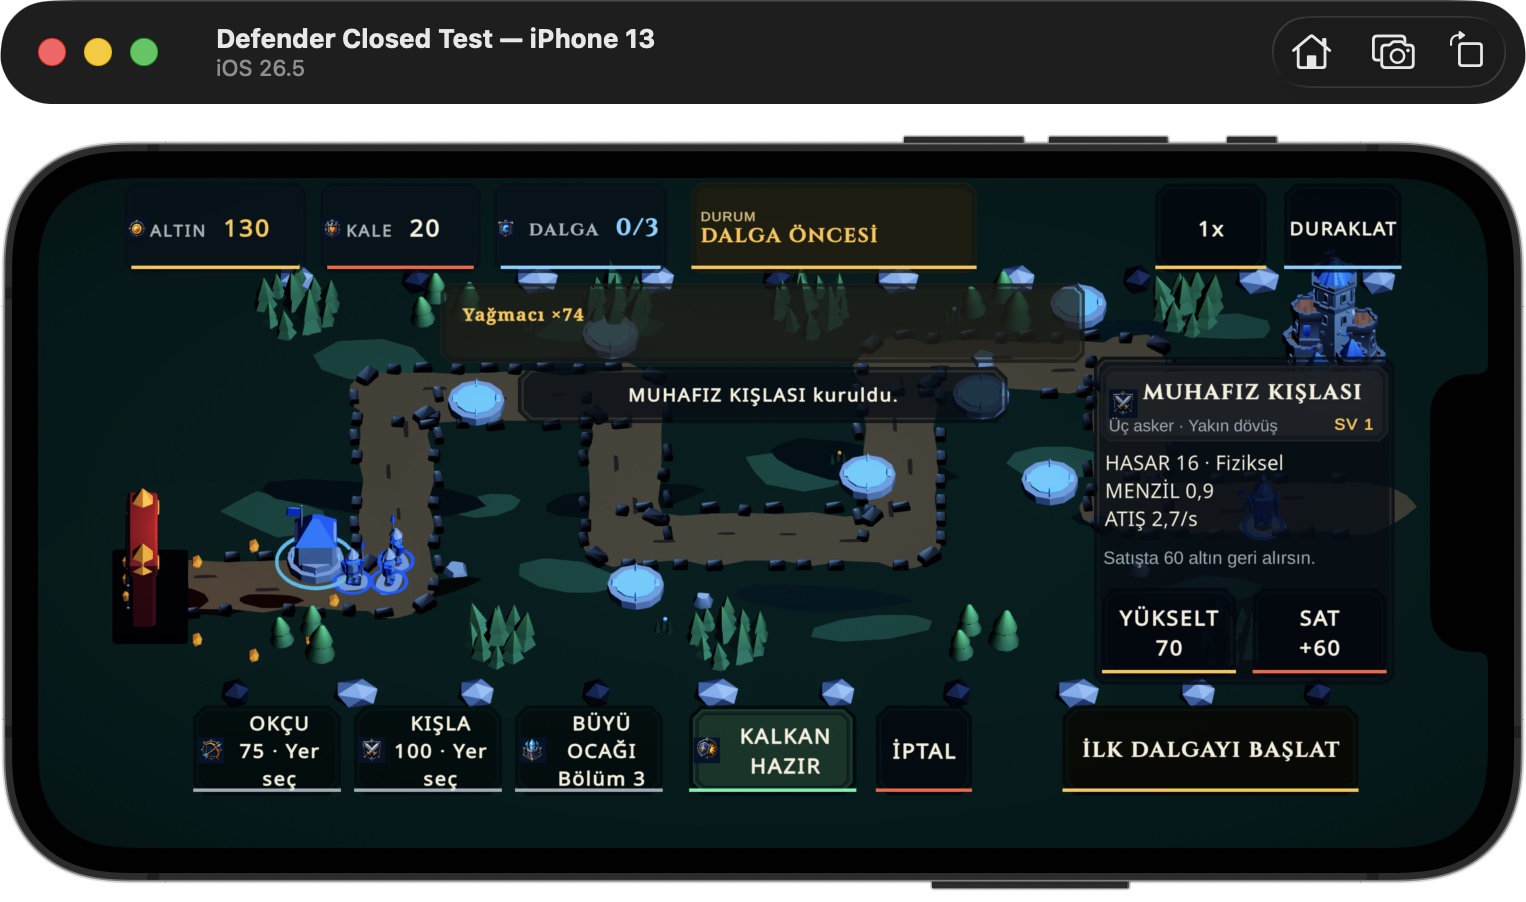 Defender Closed Test — iPhone 13
iOS 26.5
ALTIN 130
KALE 20
DALGA 0/3
DURUM
DALGA ÖNCESİ
1x
DURAKLAT
Yağmacı ×74
MUHAFIZ KIŞLASI kuruldu.
MUHAFIZ KIŞLASI
Üç asker · Yakın dövüş SV 1
HASAR 16 · Fiziksel
MENZİL 0,9
ATIŞ 2,7/s
Satışta 60 altın geri alırsın.
YÜKSELT
70
SAT
+60
OKÇU
75 · Yer
seç
KIŞLA
100 · Yer
seç
BÜYÜ
OCAĞI
Bölüm 3
KALKAN
HAZIR
İPTAL
İLK DALGAYI BAŞLAT